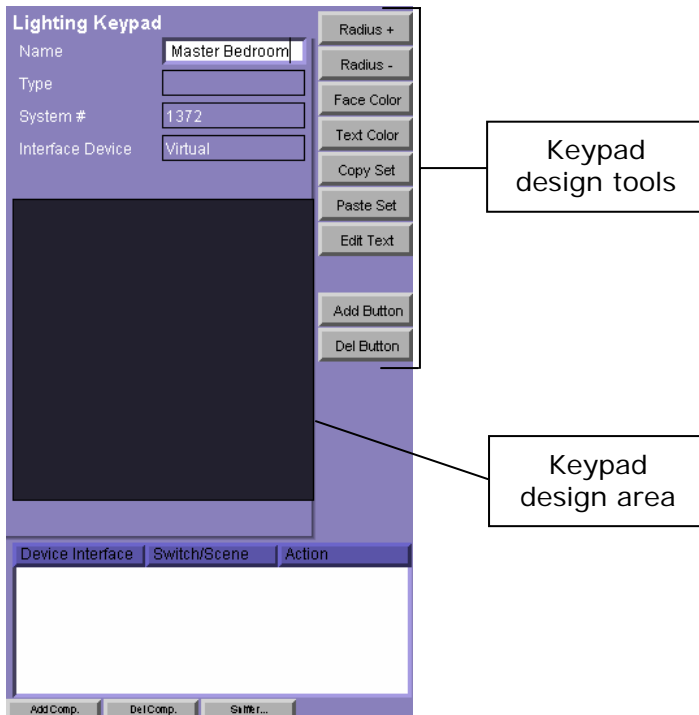 Lighting Keypad
Name Master Bedroom
Type
System # 1372
Interface Device Virtual
Radius +
Radius -
Face Color
Text Color
Copy Set
Paste Set
Edit Text
Add Button
Del Button
Keypad
design tools
Keypad
design area
Device Interface Switch/Scene Action
Add Comp. Del Comp. Sniffer...